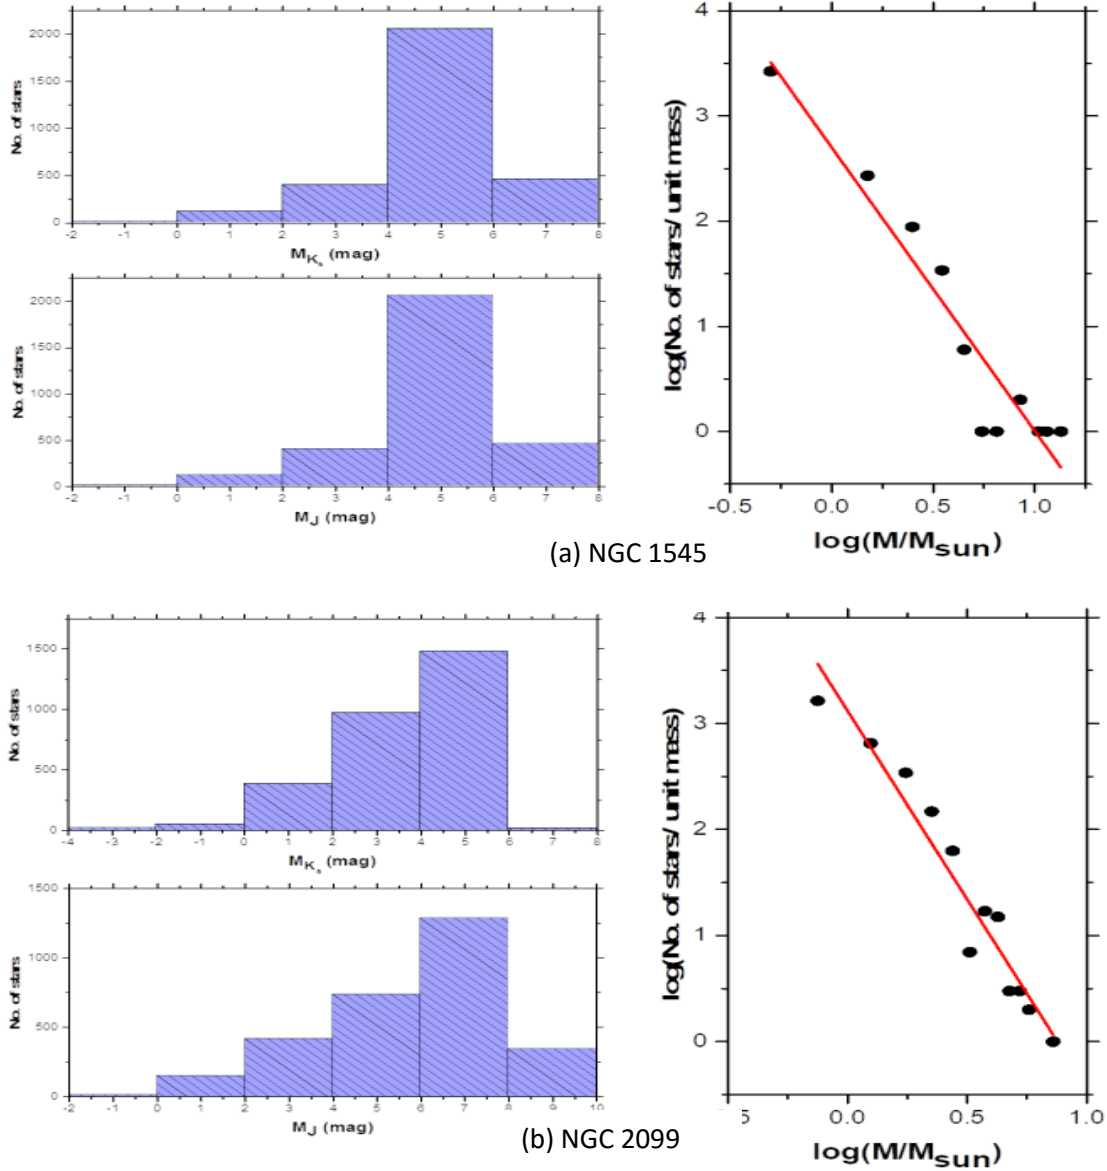 2000
1500
1000
500
0
No. of stars
-2 -1 0 1 2 3 4 5 6 7 8
M_Ks (mag)
2000
1500
1000
500
0
No. of stars
-2 -1 0 1 2 3 4 5 6 7 8
M_J (mag)
4
3
2
1
0
log(No. of stars/ unit mass)
-0.5 0.0 0.5 1.0
log(M/Msun)
(a) NGC 1545
1500
1000
500
0
No. of stars
-4 -3 -2 -1 0 1 2 3 4 5 6 7 8
M_Ks (mag)
1500
1000
500
0
No. of stars
-2 -1 0 1 2 3 4 5 6 7 8 9 10
M_J (mag)
4
3
2
1
0
log(No. of stars/ unit mass)
.5 0.0 0.5 1.0
log(M/Msun)
(b) NGC 2099